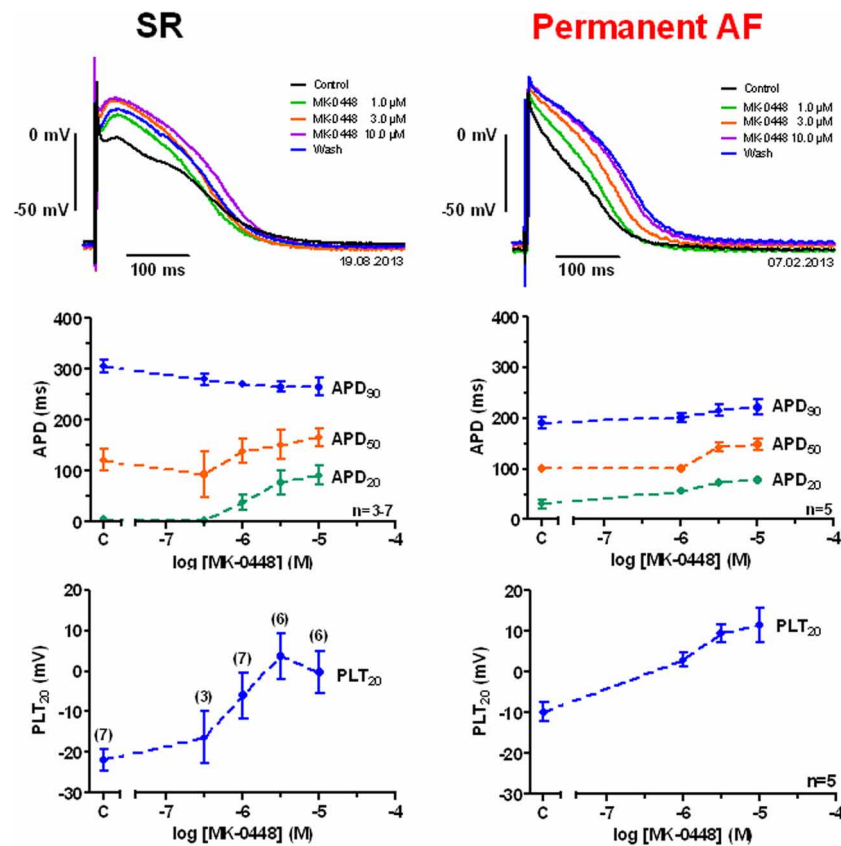 SR
Permanent AF
Control
MK-0448 1.0 µM
MK-0448 3.0 µM
MK-0448 10.0 µM
Wash
0 mV
-50 mV
100 ms
19.08.2013
Control
MK-0448 1.0 µM
MK-0448 3.0 µM
MK-0448 10.0 µM
Wash
0 mV
-50 mV
100 ms
07.02.2013
400
300
200
100
0
APD (ms)
APD90
APD50
APD20
n=3-7
C
-7
-6
-5
-4
log [MK-0448] (M)
400
300
200
100
0
APD (ms)
APD90
APD50
APD20
n=5
C
-7
-6
-5
-4
log [MK-0448] (M)
20
10
0
-10
-20
-30
PLT20 (mV)
(7)
(3)
(7)
(6)
(6)
PLT20
C
-7
-6
-5
-4
log [MK-0448] (M)
20
10
0
-10
-20
-30
PLT20 (mV)
PLT20
n=5
C
-7
-6
-5
-4
log [MK-0448] (M)